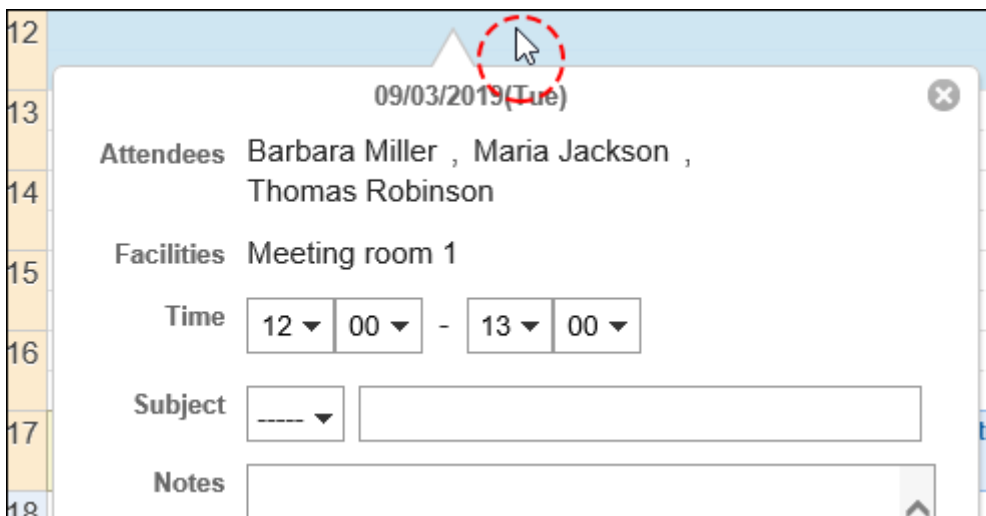 12
09/03/2019(Tue)
13
Attendees Barbara Miller , Maria Jackson ,
14
Thomas Robinson
Facilities Meeting room 1
15
Time 12 00 - 13 00
16
Subject -----
17
Notes
18